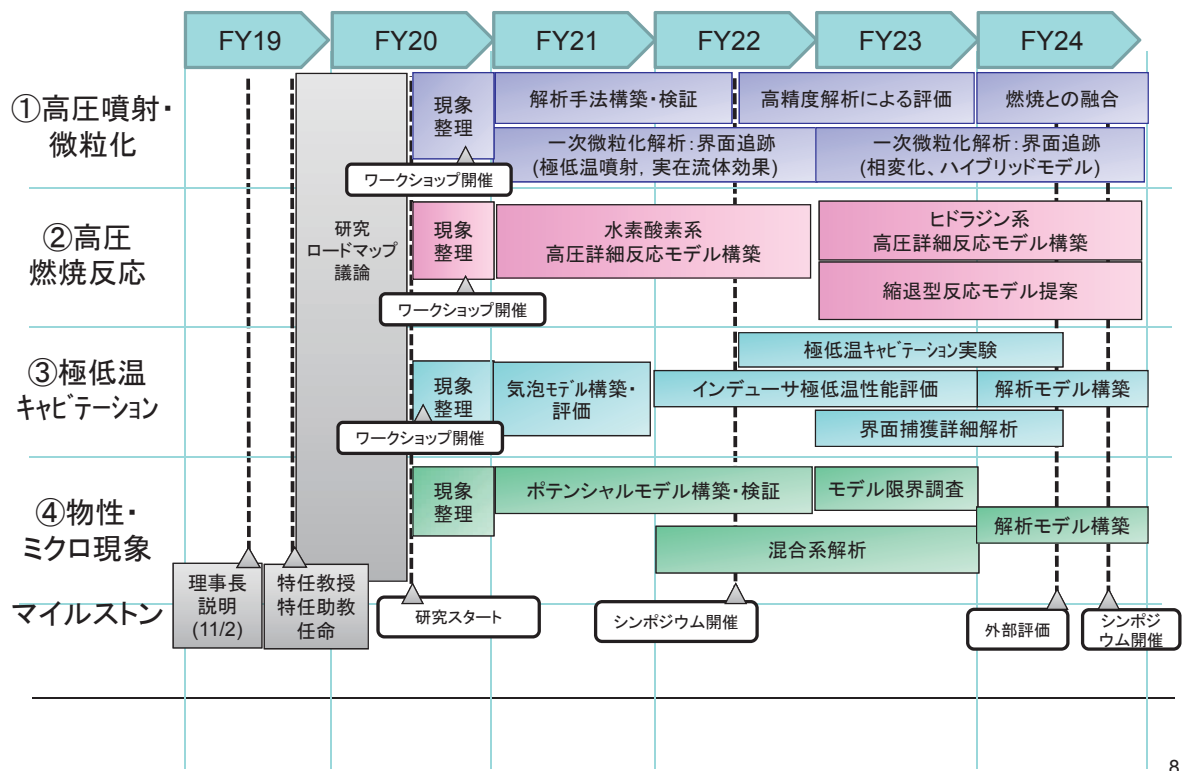 FY19
FY20
FY21
FY22
FY23
FY24
①高圧噴射・
微粒化
現象
整理
解析手法構築・検証
高精度解析による評価
燃焼との融合
一次微粒化解析：界面追跡
(極低温噴射，実在流体効果)
一次微粒化解析：界面追跡
(相変化、ハイブリッドモデル)
ワークショップ開催
研究
ロードマップ
議論
②高圧
燃焼反応
現象
整理
水素酸素系
高圧詳細反応モデル構築
ヒドラジン系
高圧詳細反応モデル構築
縮退型反応モデル提案
ワークショップ開催
③極低温
ｷｬﾋﾞﾃｰｼｮﾝ
現象
整理
気泡ﾓﾃﾞﾙ構築・
評価
極低温ｷｬﾋﾞﾃｰｼｮﾝ実験
インデューサ極低温性能評価
解析モデル構築
界面捕獲詳細解析
ワークショップ開催
④物性・
ミクロ現象
現象
整理
ポテンシャルモデル構築・検証
モデル限界調査
混合系解析
解析モデル構築
マイルストン
理事長
説明
(11/2)
特任教授
特任助教
任命
研究スタート
シンポジウム開催
外部評価
シンポジ
ウム開催
8